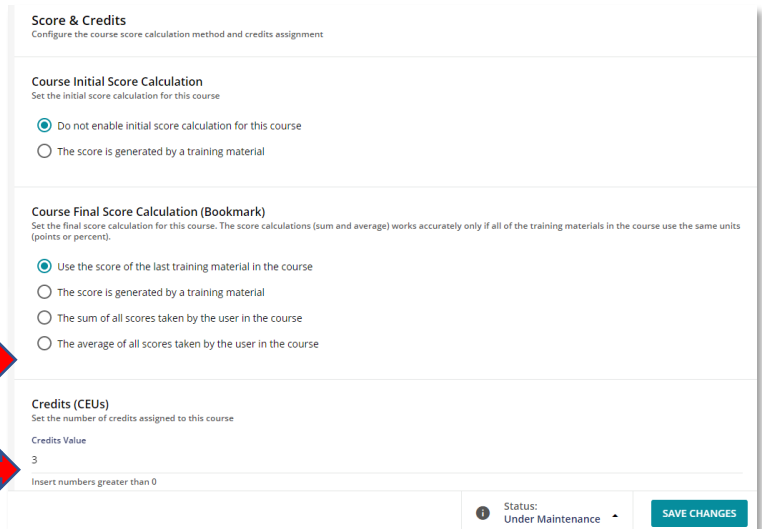 Score & Credits
Configure the course score calculation method and credits assignment
Course Initial Score Calculation
Set the initial score calculation for this course
Do not enable initial score calculation for this course
The score is generated by a training material
Course Final Score Calculation (Bookmark)
Set the final score calculation for this course. The score calculations (sum and average) works accurately only if all of the training materials in the course use the same units
(points or percent).
Use the score of the last training material in the course
The score is generated by a training material
The sum of all scores taken by the user in the course
The average of all scores taken by the user in the course
Credits (CEUs)
Set the number of credits assigned to this course
Credits Value
3
Insert numbers greater than 0
Status:
Under Maintenance
SAVE CHANGES